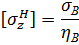 [σ_z^H] = σ_B / η_B